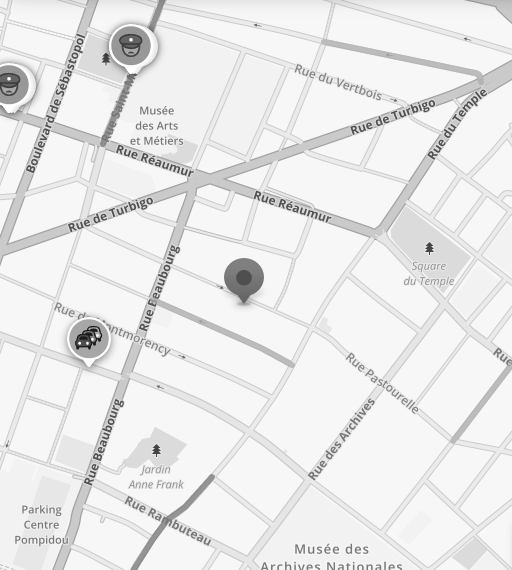 Rue du Vertbois
Boulevard de Sébastopol
Rue de Turbigo
Rue du Temple
Musée
des Arts
et Métiers
Rue Réaumur
Rue Réaumur
Rue de Turbigo
Square
du Temple
Rue Beaubourg
Rue de Montmorency
Rue
Rue Pastourelle
Rue des Archives
Rue Beaubourg
Jardin
Anne Frank
Parking
Centre
Pompidou
Rue Rambuteau
Musée des
Archives Nationales